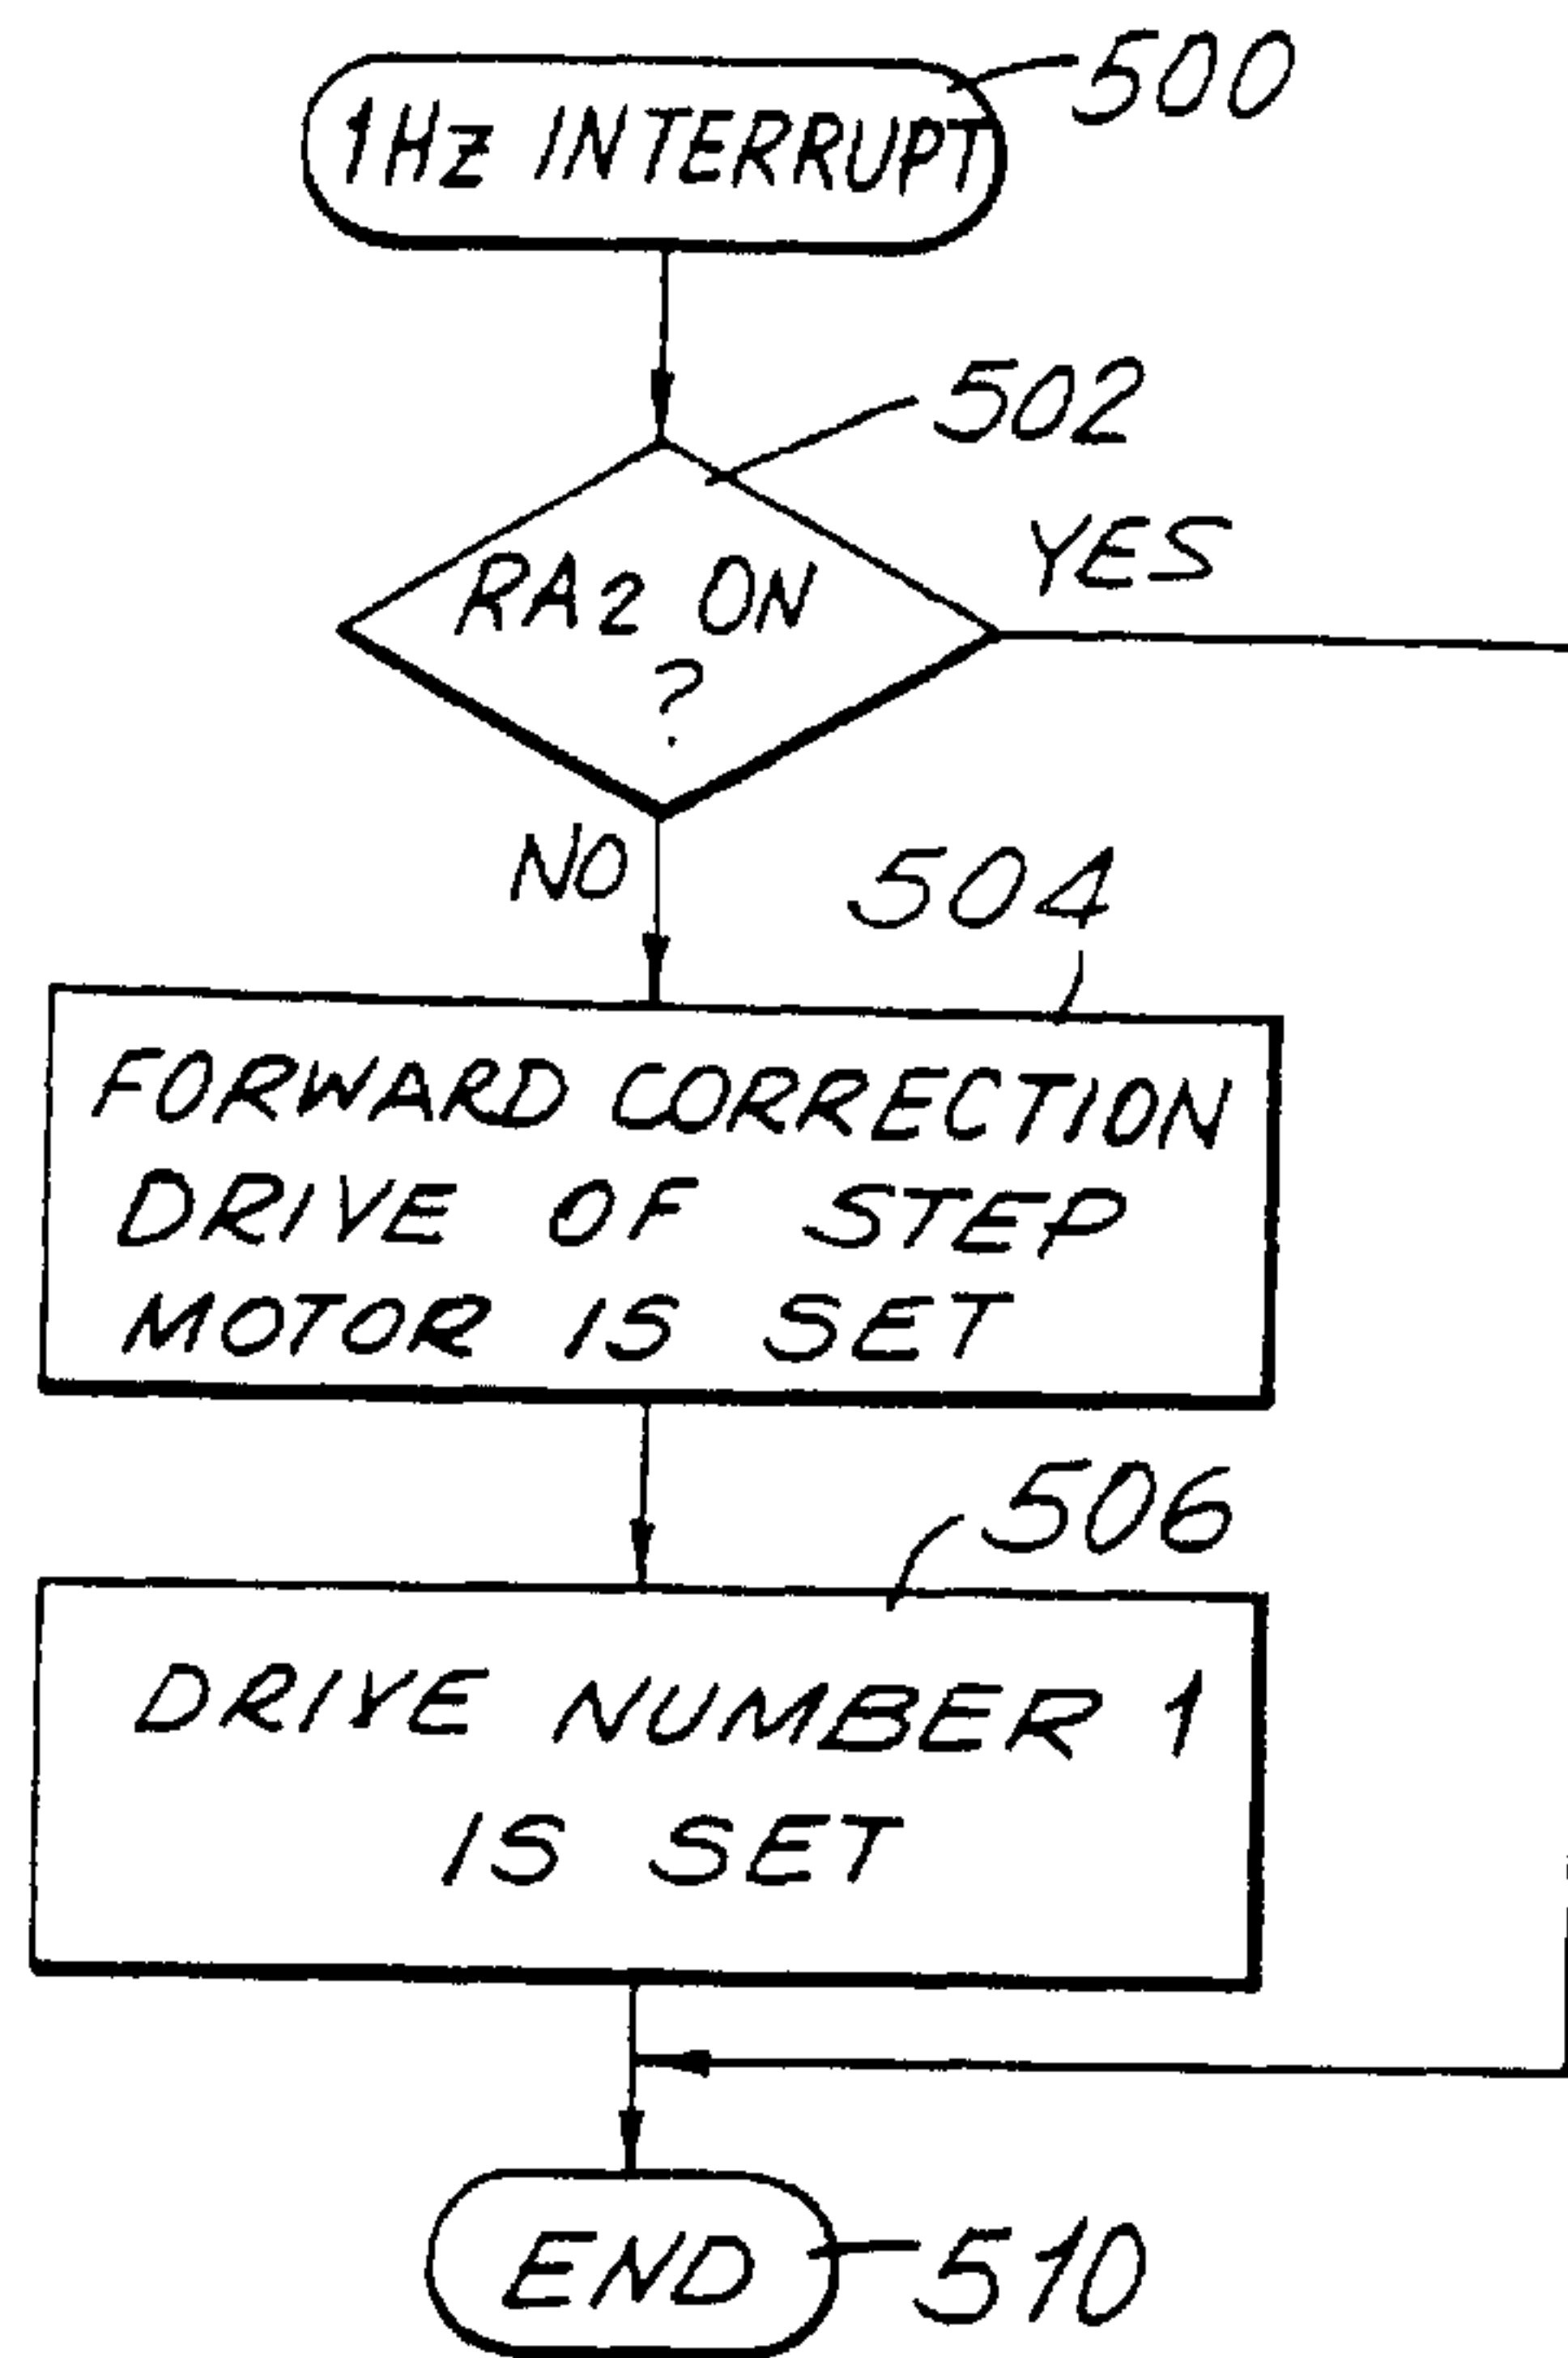 1HZ INTERRUPT
500
502
YES
RA2 ON
?
NO
504
FORWARD CORRECTION
DRIVE OF STEP
MOTOR IS SET
506
DRIVE NUMBER 1
IS SET
END
510